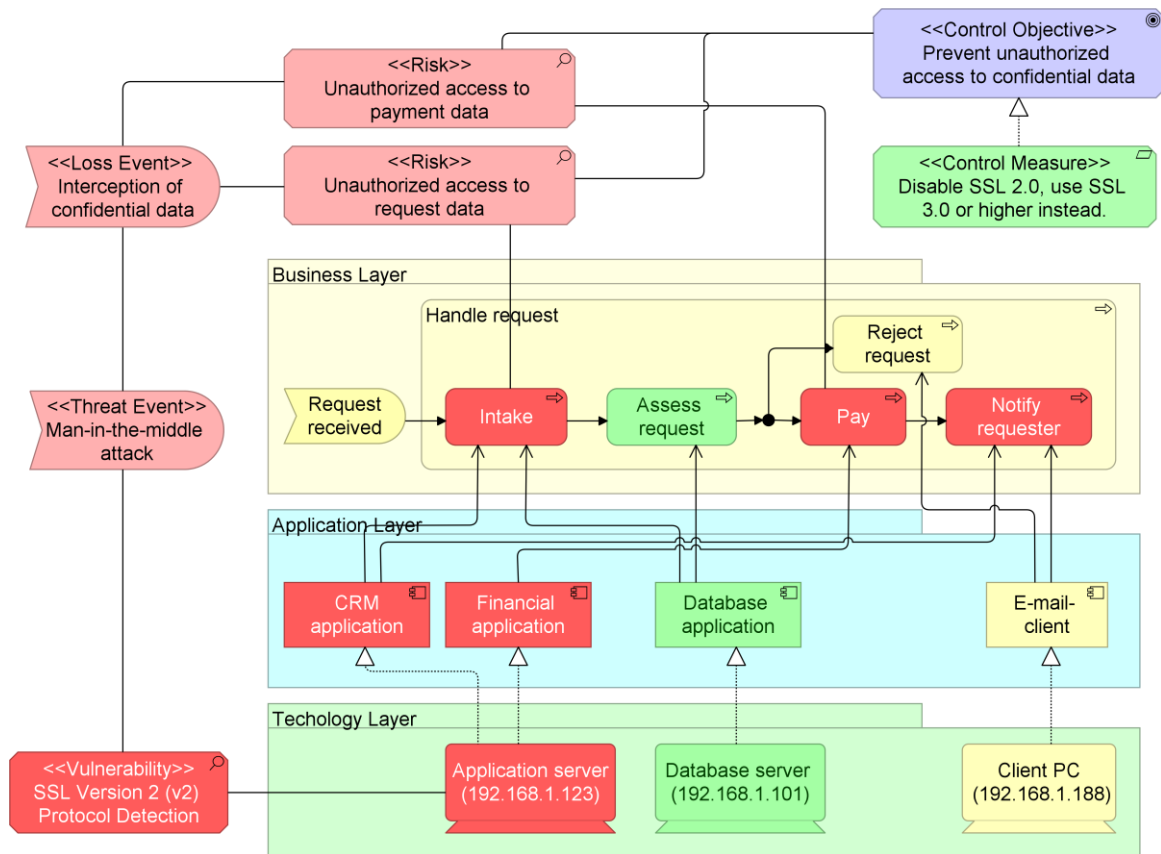 <<Control Objective>>
Prevent unauthorized
access to confidential data
<<Risk>>
Unauthorized access to
payment data
<<Loss Event>>
Interception of
confidential data
<<Risk>>
Unauthorized access to
request data
<<Control Measure>>
Disable SSL 2.0, use SSL
3.0 or higher instead.
Business Layer
Handle request
Reject
request
<<Threat Event>>
Man-in-the-middle
attack
Request
received
Intake
Assess
request
Pay
Notify
requester
Application Layer
CRM
application
Financial
application
Database
application
E-mail-
client
Techology Layer
<<Vulnerability>>
SSL Version 2 (v2)
Protocol Detection
Application server
(192.168.1.123)
Database server
(192.168.1.101)
Client PC
(192.168.1.188)